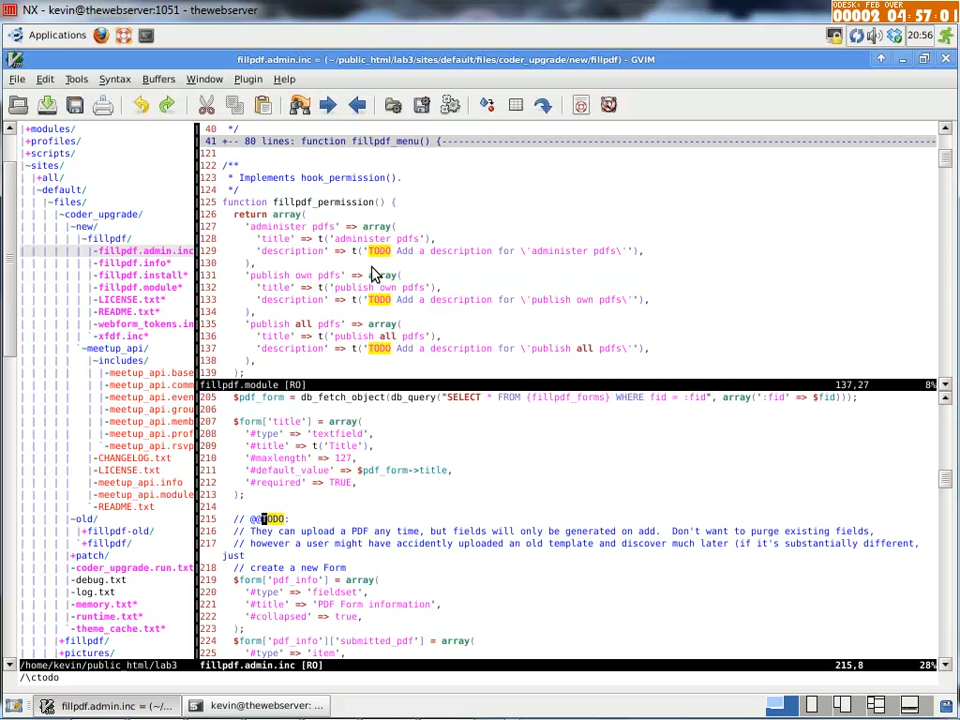 NX - kevin@thewebserver:1051 - thewebserver
ODESK: FEB OVER
00002 04:57:01
Applications
20:56
fillpdf.admin.inc = (~/public_html/lab3/sites/default/files/coder_upgrade/new/fillpdf) - GVIM
File Edit Tools Syntax Buffers Window Plugin Help
|+modules/
|+profiles/
|+scripts/
|~sites/
| |+all/
| |~default/
| | |~files/
| | | |~coder_upgrade/
| | | | |~new/
| | | | | |~fillpdf/
| | | | | | |-fillpdf.admin.inc
| | | | | | |-fillpdf.info*
| | | | | | |-fillpdf.install*
| | | | | | |-fillpdf.module*
| | | | | | |-LICENSE.txt*
| | | | | | |-README.txt*
| | | | | | |-webform_tokens.in
| | | | | | `-xfdf.inc*
| | | | | `~meetup_api/
| | | | | |~includes/
| | | | | | |-meetup_api.base
| | | | | | |-meetup_api.comm
| | | | | | |-meetup_api.even
| | | | | | |-meetup_api.grou
| | | | | | |-meetup_api.memb
| | | | | | |-meetup_api.prof
| | | | | | `-meetup_api.rsvp
| | | | | |-CHANGELOG.txt
| | | | | |-LICENSE.txt
| | | | | |-meetup_api.info
| | | | | |-meetup_api.module
| | | | | `-README.txt
| | | | |~old/
| | | | | |+fillpdf-old/
| | | | | `+fillpdf/
| | | | |+patch/
| | | | |-coder_upgrade.run.txt*
| | | | |-debug.txt
| | | | |-log.txt
| | | | |-memory.txt*
| | | | |-runtime.txt*
| | | | `-theme_cache.txt*
| | | |+fillpdf/
| | | |+pictures/
/home/kevin/public_html/lab3
40 */
41 +-- 80 lines: function fillpdf_menu() {----------------------------------------
121
122 /**
123 * Implements hook_permission().
124 */
125 function fillpdf_permission() {
126 return array(
127 'administer pdfs' => array(
128 'title' => t('administer pdfs'),
129 'description' => t('TODO Add a description for \'administer pdfs\''),
130 ),
131 'publish own pdfs' => array(
132 'title' => t('publish own pdfs'),
133 'description' => t('TODO Add a description for \'publish own pdfs\''),
134 ),
135 'publish all pdfs' => array(
136 'title' => t('publish all pdfs'),
137 'description' => t('TODO Add a description for \'publish all pdfs\''),
138 ),
139 );
fillpdf.module [RO] 137,27 8%
205 $pdf_form = db_fetch_object(db_query("SELECT * FROM {fillpdf_forms} WHERE fid = :fid", array(':fid' => $fid)));
206
207 $form['title'] = array(
208 '#type' => 'textfield',
209 '#title' => t('Title'),
210 '#maxlength' => 127,
211 '#default_value' => $pdf_form->title,
212 '#required' => TRUE,
213 );
214
215 // @@TODO:
216 // They can upload a PDF any time, but fields will only be generated on add. Don't want to purge existing fields,
217 // however a user might have accidently uploaded an old template and discover much later (if it's substantially different,
just
218 // create a new Form
219 $form['pdf_info'] = array(
220 '#type' => 'fieldset',
221 '#title' => 'PDF Form information',
222 '#collapsed' => true,
223 );
224 $form['pdf_info']['submitted_pdf'] = array(
225 '#type' => 'item',
fillpdf.admin.inc [RO] 215,8 28%
/\ctodo
fillpdf.admin.inc = (~/...
kevin@thewebserver: ...